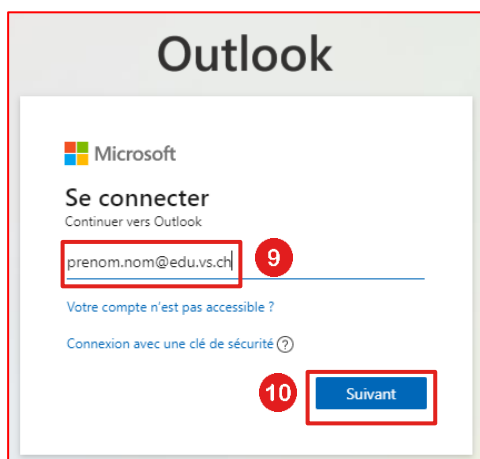 Outlook
Microsoft
Se connecter
Continuer vers Outlook
prenom.nom@edu.vs.ch
9
Votre compte n'est pas accessible ?
Connexion avec une clé de sécurité ?
10
Suivant